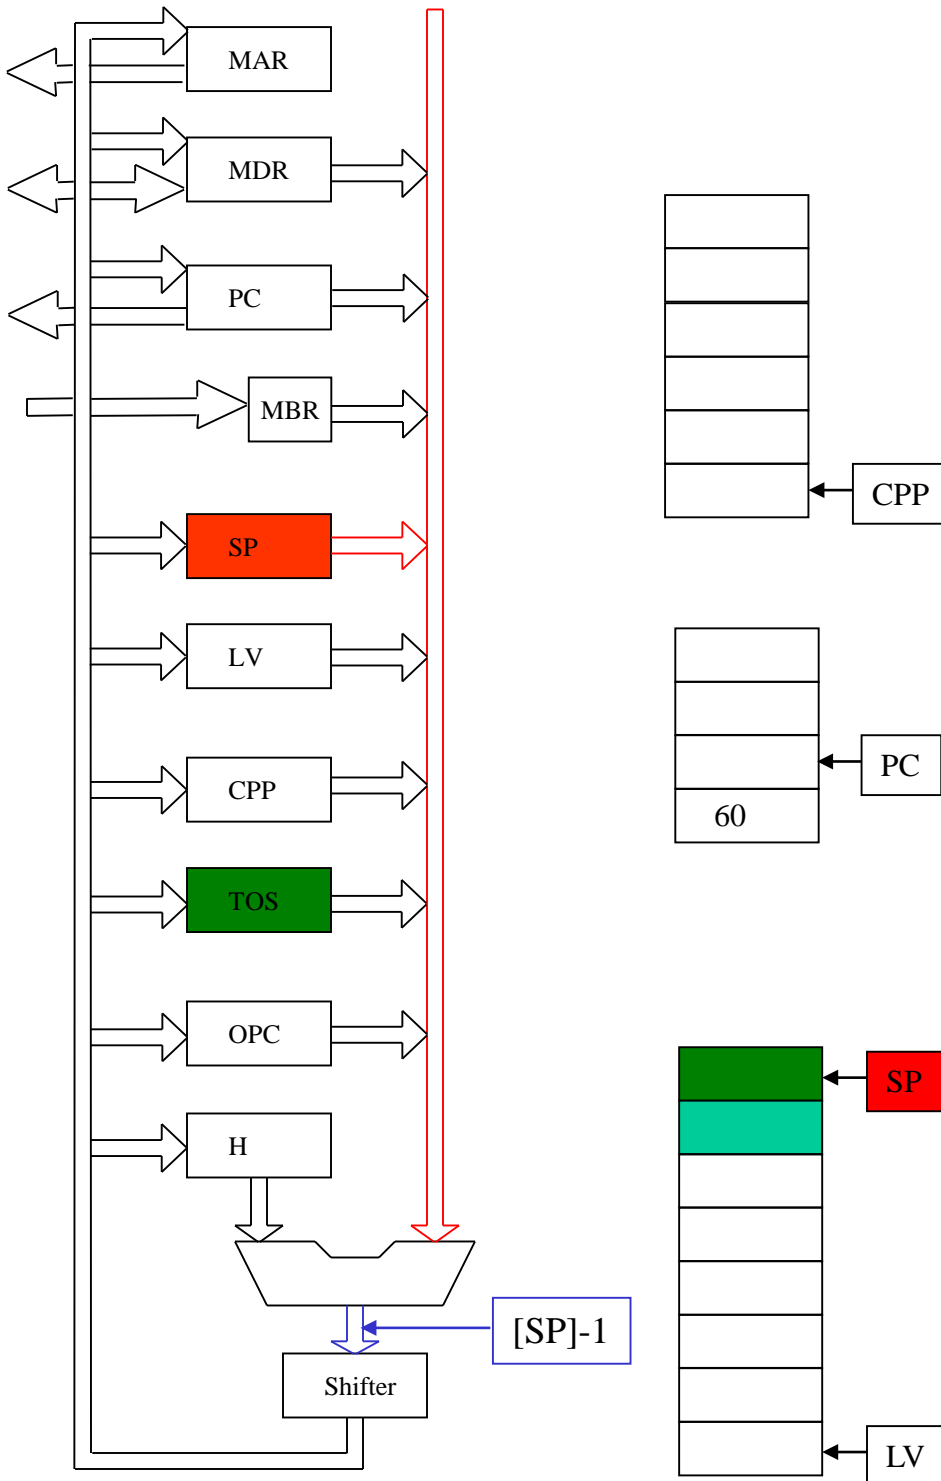 MAR
MDR
PC
MBR
SP
LV
CPP
TOS
OPC
H
[SP]-1
Shifter
CPP
PC
60
SP
LV